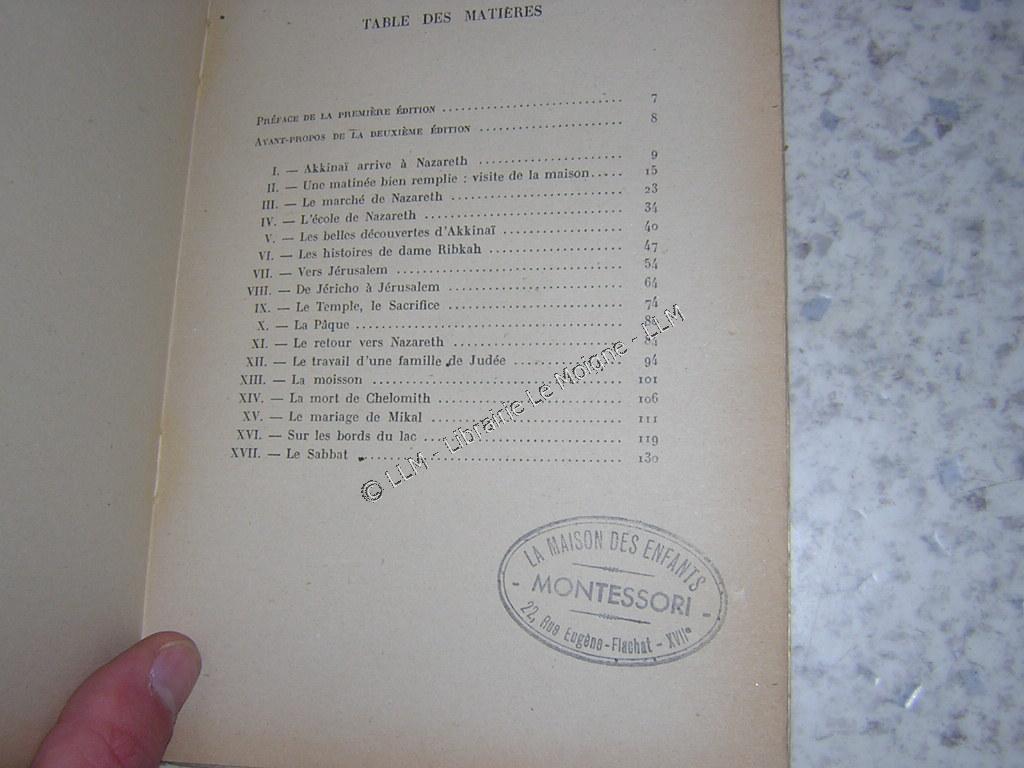 TABLE DES MATIÈRES
PRÉFACE DE LA PREMIÈRE ÉDITION ........................ 7
AVANT-PROPOS DE LA DEUXIÈME ÉDITION ................... 8
I. — Akkinaï arrive à Nazareth ........................ 9
II. — Une matinée bien remplie : visite de la maison..... 15
III. — Le marché de Nazareth ........................ 23
IV. — L'école de Nazareth ........................ 34
V. — Les belles découvertes d'Akkinaï .................. 40
VI. — Les histoires de dame Ribkah .................... 47
VII. — Vers Jérusalem ........................ 54
VIII. — De Jéricho à Jérusalem ........................ 64
IX. — Le Temple, le Sacrifice ........................ 74
X. — La Pâque ........................
XI. — Le retour vers Nazareth ........................
XII. — Le travail d'une famille de Judée ................ 94
XIII. — La moisson ........................ 101
XIV. — La mort de Chelomith ........................ 106
XV. — Le mariage de Mikal ........................ 111
XVI. — Sur les bords du lac ........................ 119
XVII. — Le Sabbat ........................ 130
© LLM - Librairie Le Moigne - LLM
LA MAISON DES ENFANTS
- MONTESSORI -
22, Rue Eugène-Flachat - XVIIe